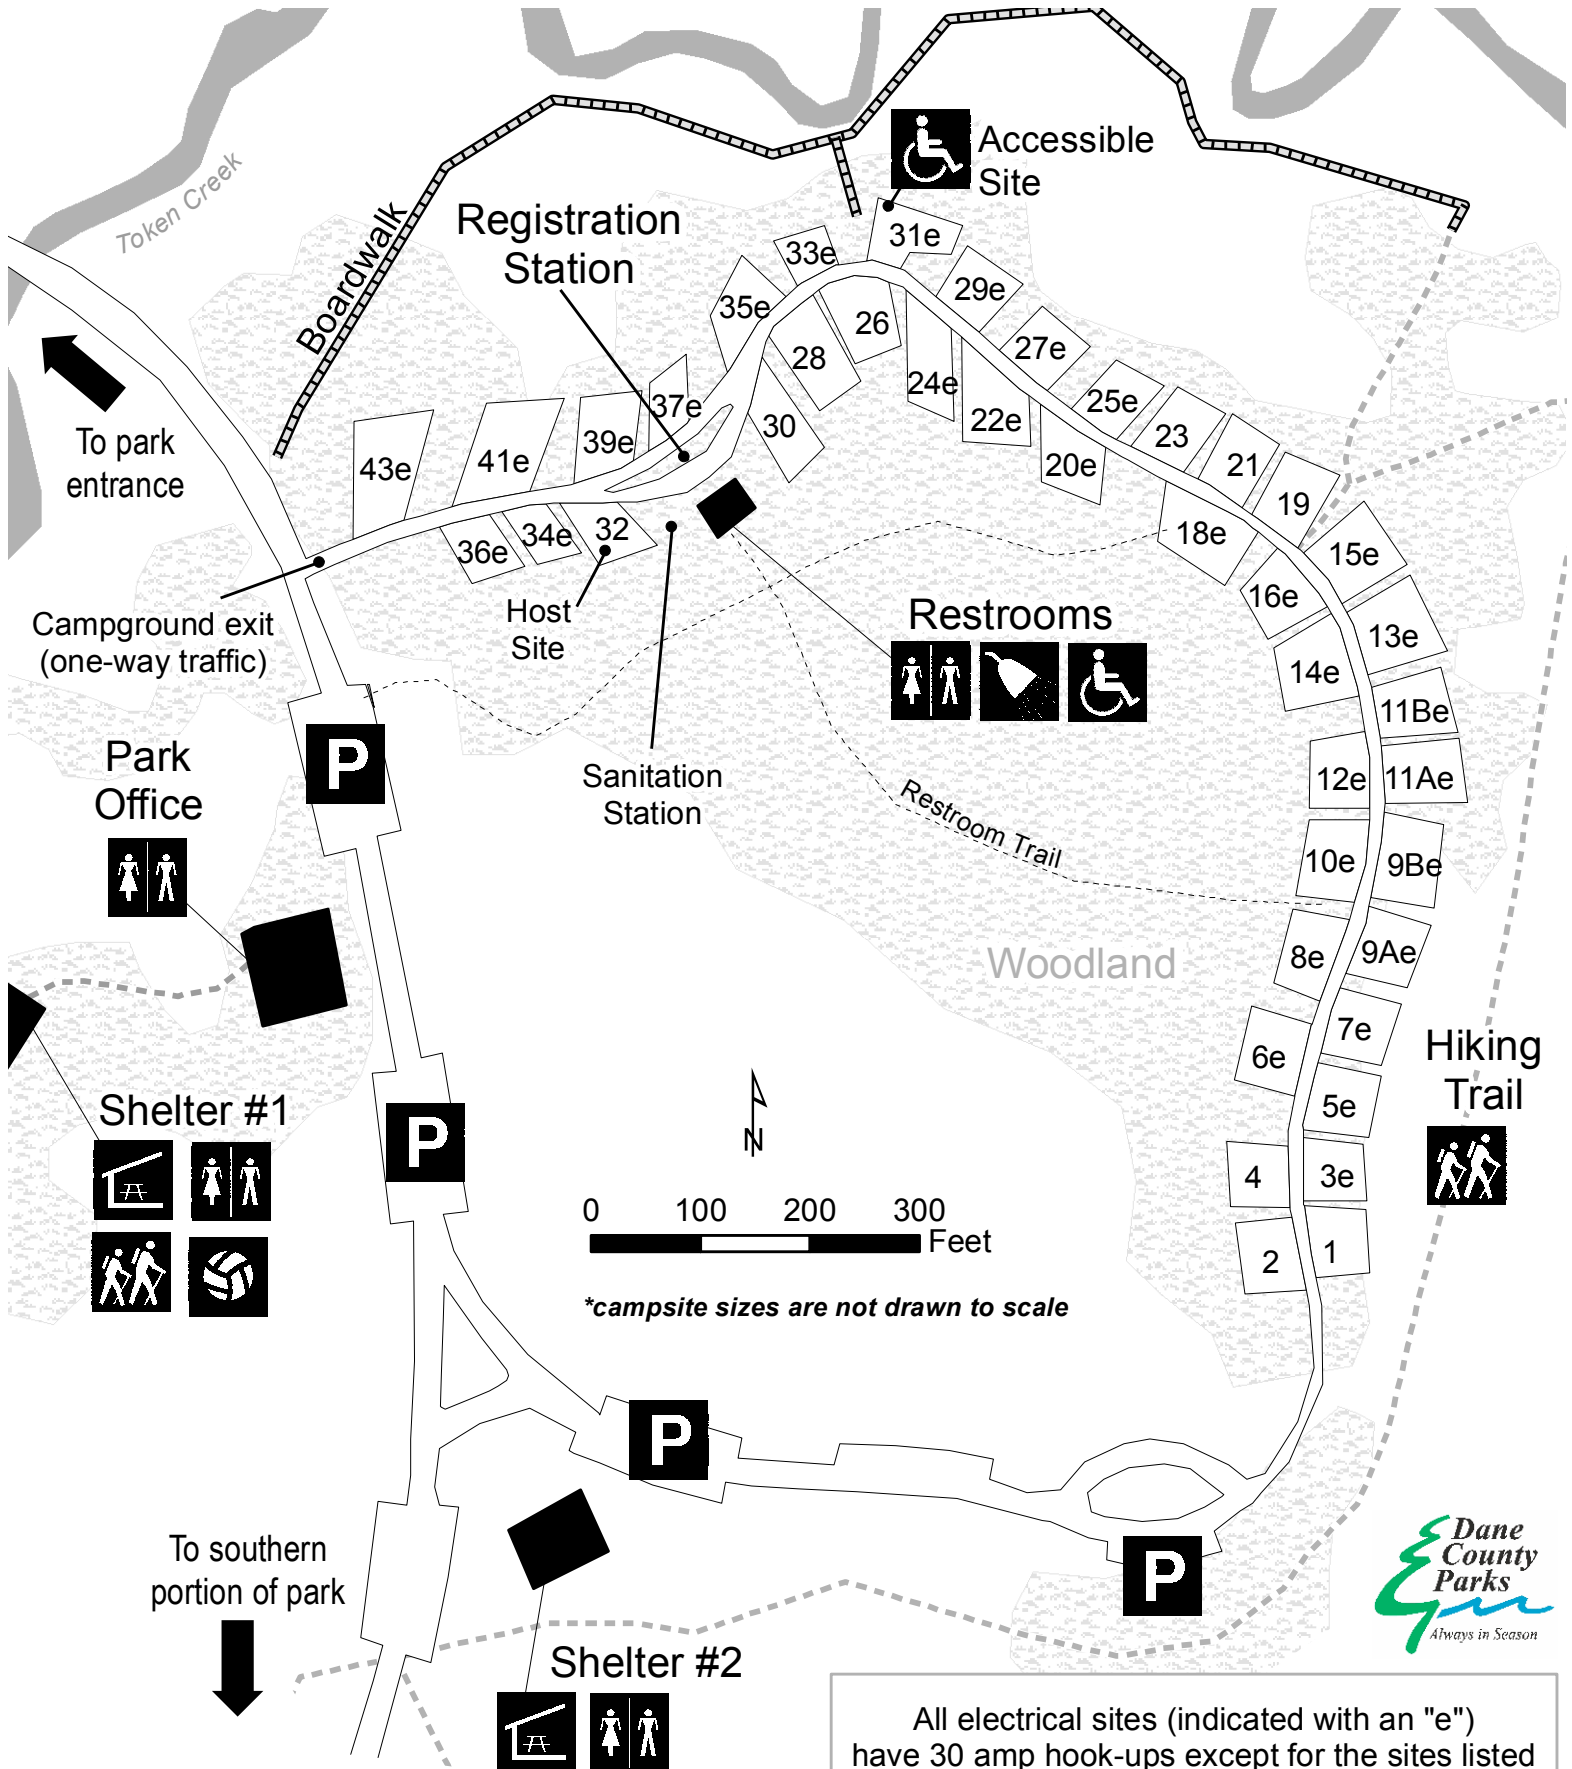 Token Creek
Boardwalk
Registration
Station
Accessible
Site
To park
entrance
31e
33e
35e
29e
26
28
27e
24e
37e
30
22e
25e
23
21
19
20e
39e
41e
43e
18e
15e
32
34e
36e
16e
13e
14e
11Be
12e
11Ae
10e
9Be
8e
9Ae
7e
6e
5e
4
3e
2
1
Campground exit
(one-way traffic)
Host
Site
Restrooms
Sanitation
Station
Restroom Trail
Park
Office
P
Woodland
Hiking
Trail
Shelter #1
P
N
0 100 200 300
Feet
*campsite sizes are not drawn to scale
P
P
To southern
portion of park
Shelter #2
Dane
County
Parks
Always in Season
All electrical sites (indicated with an "e")
have 30 amp hook-ups except for the sites listed